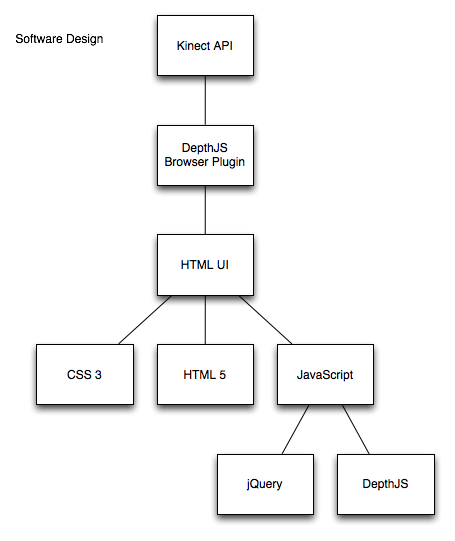 Software Design
Kinect API
DepthJS
Browser Plugin
HTML UI
CSS 3
HTML 5
JavaScript
jQuery
DepthJS